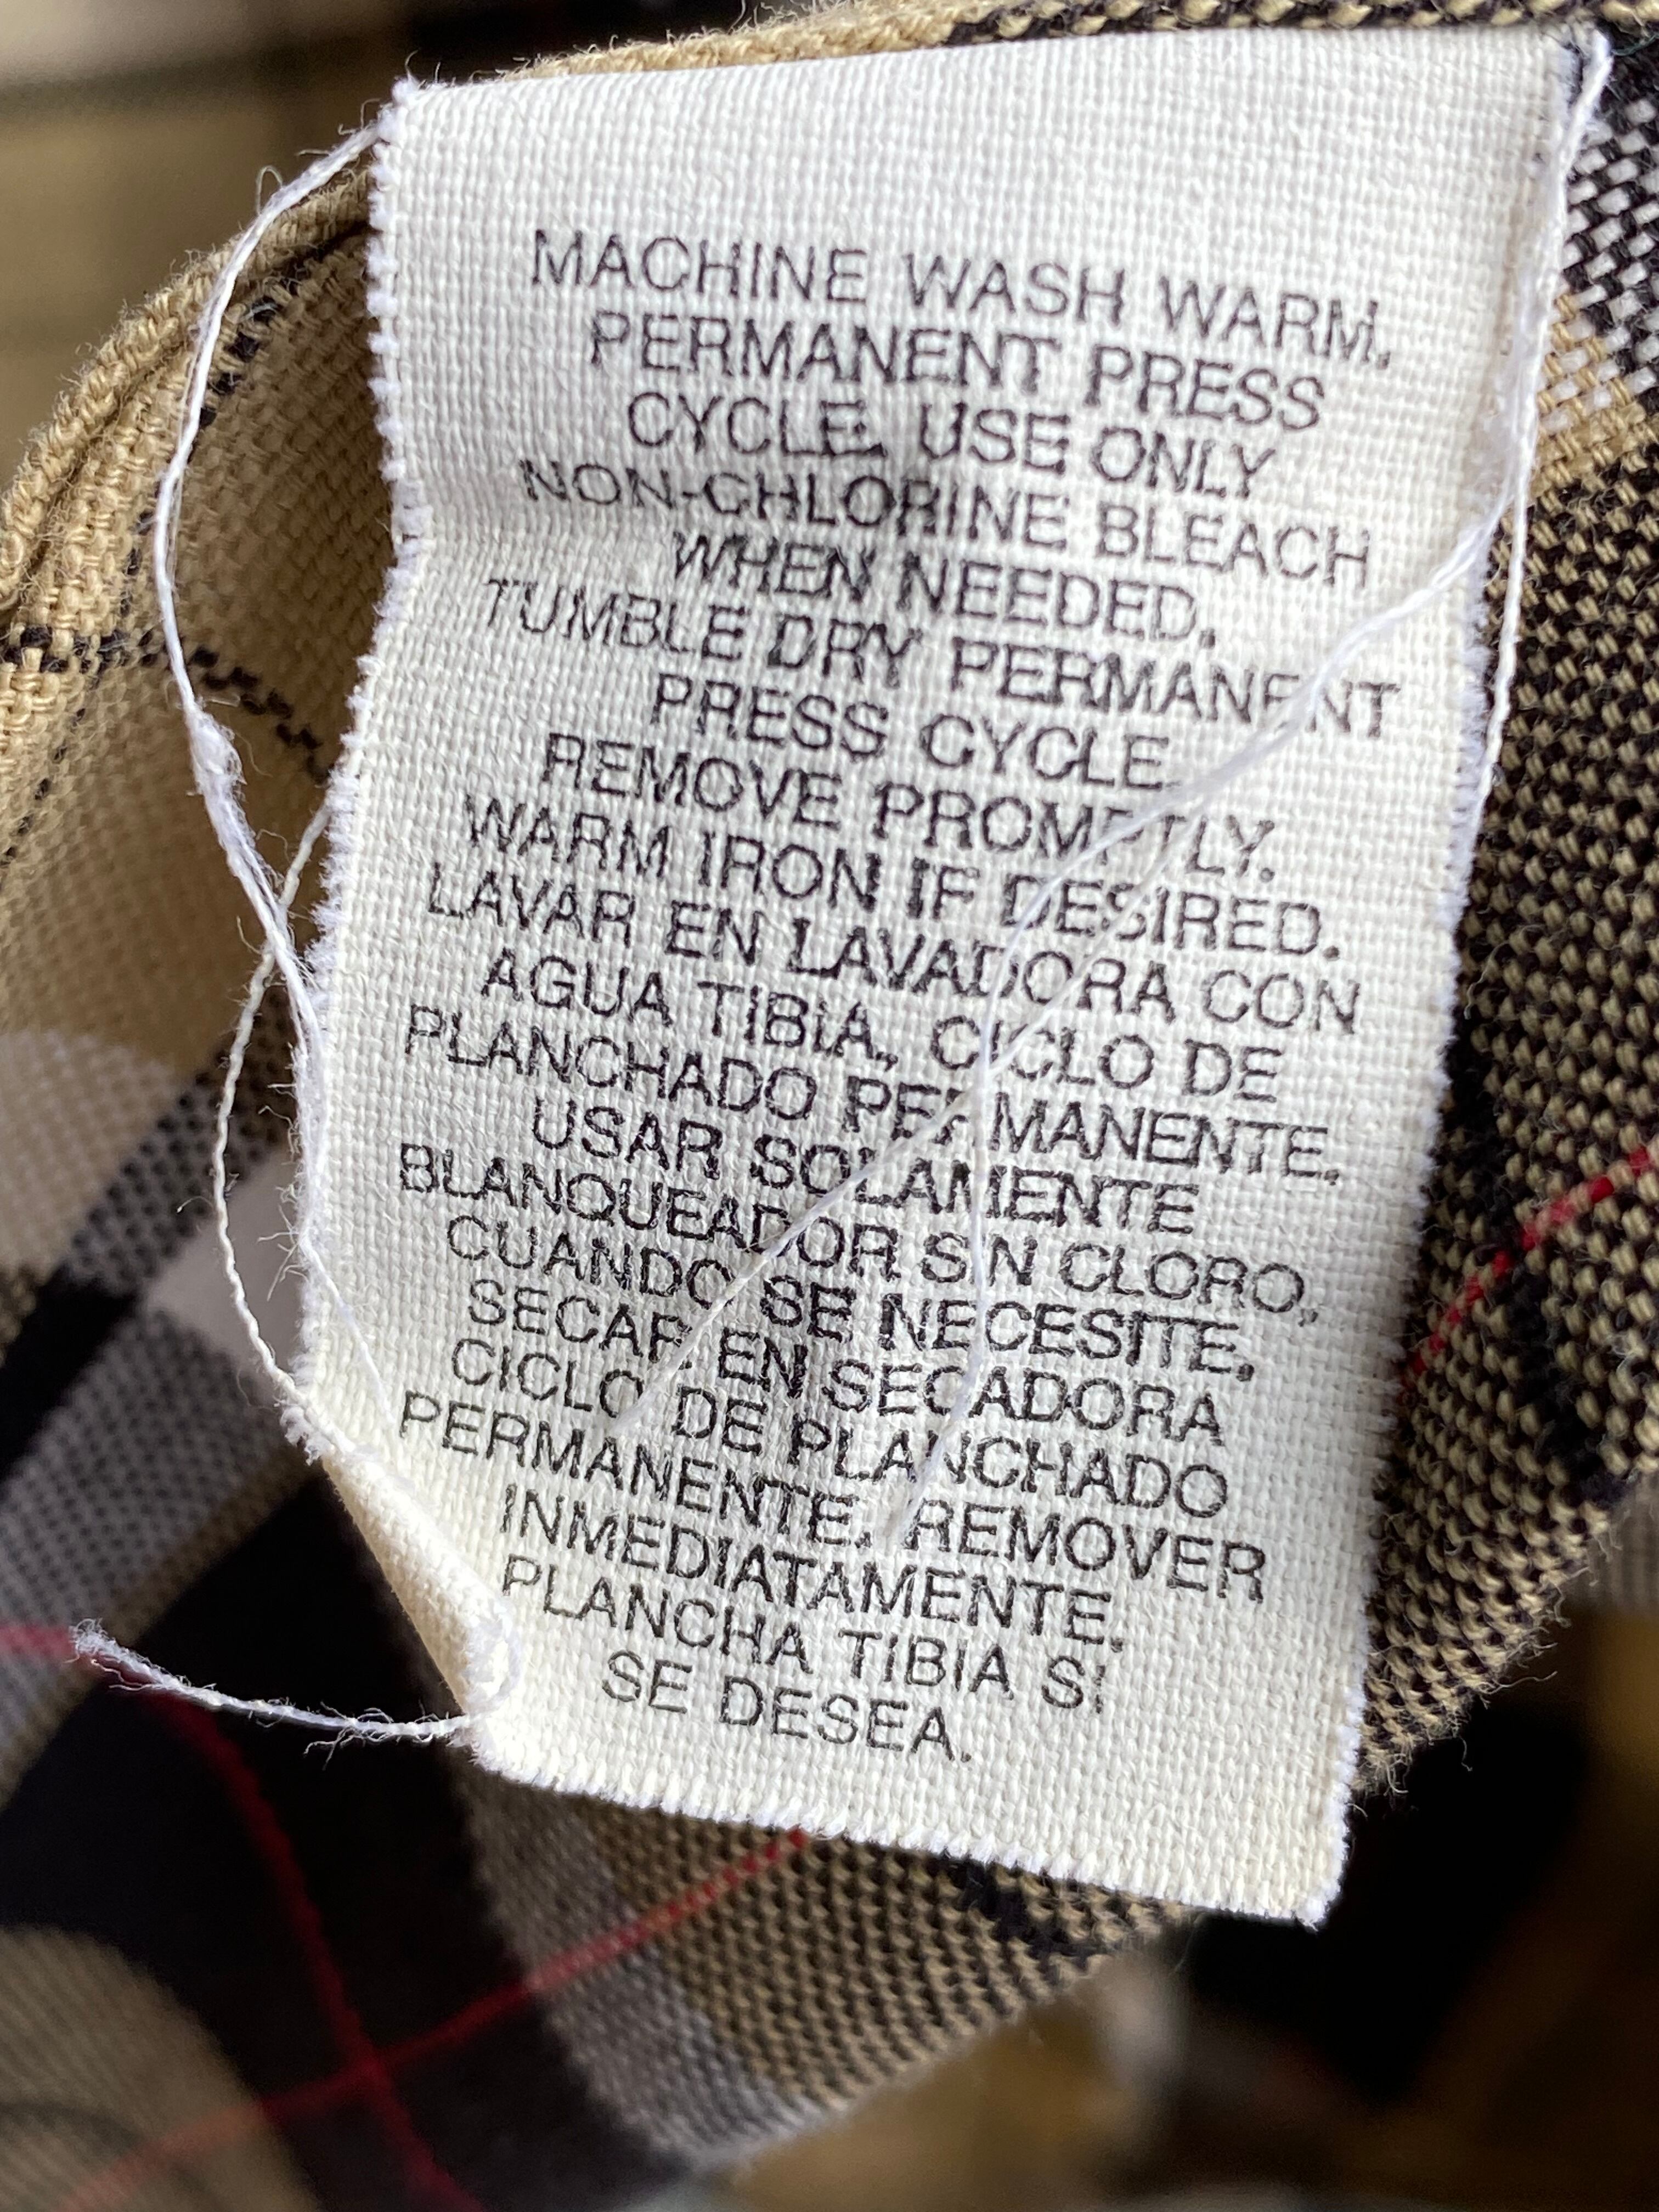 MACHINE WASH WARM,
PERMANENT PRESS
CYCLE. USE ONLY
NON-CHLORINE BLEACH
WHEN NEEDED.
TUMBLE DRY PERMANENT
PRESS CYCLE.
REMOVE PROMPTLY.
WARM IRON IF DESIRED.
LAVAR EN LAVADORA CON
AGUA TIBIA, CICLO DE
PLANCHADO PERMANENTE.
USAR SOLAMENTE
BLANQUEADOR SIN CLORO,
CUANDO SE NECESITE.
SECAR EN SECADORA
CICLO DE PLANCHADO
PERMANENTE. REMOVER
INMEDIATAMENTE.
PLANCHA TIBIA SI
SE DESEA.